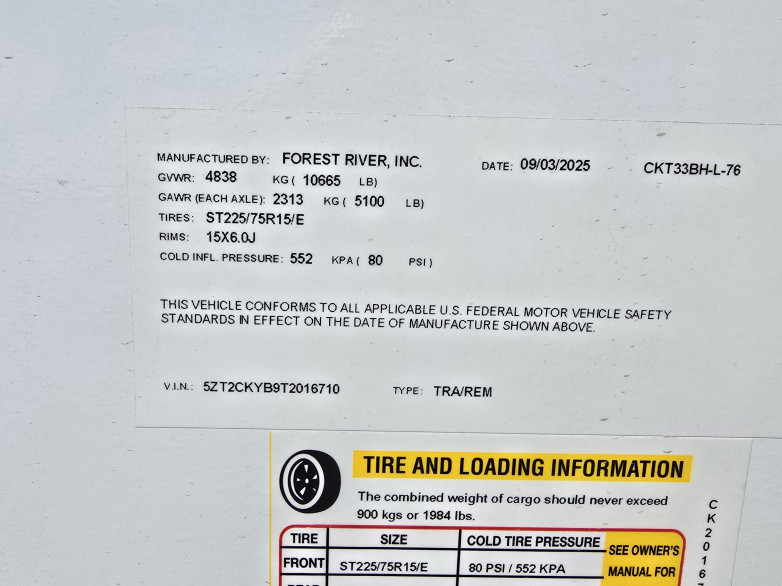 MANUFACTURED BY: FOREST RIVER, INC. DATE: 09/03/2025 CKT33BH-L-76
GVWR: 4838 KG ( 10665 LB)
GAWR (EACH AXLE): 2313 KG ( 5100 LB)
TIRES: ST225/75R15/E
RIMS: 15X6.0J
COLD INFL. PRESSURE: 552 KPA ( 80 PSI )
THIS VEHICLE CONFORMS TO ALL APPLICABLE U.S. FEDERAL MOTOR VEHICLE SAFETY
STANDARDS IN EFFECT ON THE DATE OF MANUFACTURE SHOWN ABOVE.
V.I.N.: 5ZT2CKYB9T2016710 TYPE: TRA/REM
TIRE AND LOADING INFORMATION
The combined weight of cargo should never exceed
900 kgs or 1984 lbs.
TIRE SIZE COLD TIRE PRESSURE SEE OWNER'S
FRONT ST225/75R15/E 80 PSI / 552 KPA MANUAL FOR
CK2016